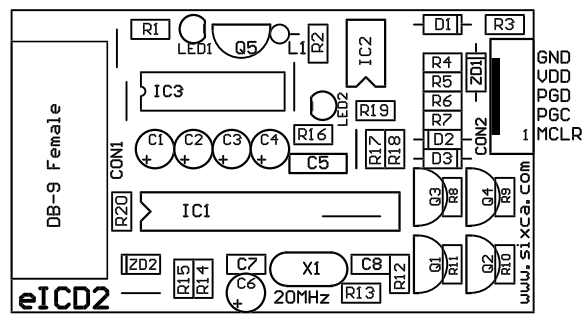 R1
LED1
Q5
L1
R2
IC2
D1
R3
IC3
LED2
R19
R4
R5
R6
R7
ZD1
D2
D3
CON2
GND
VDD
PGD
PGC
1 MCLR
DB-9 Female
CON1
C1
C2
C3
C4
R16
C5
R17
R18
R20
IC1
Q3
R8
Q4
R9
ZD2
R15
R14
C7
C6
X1
20MHz
C8
R12
R13
Q1
R11
Q2
R10
www.sixca.com
eICD2
+
+
+
+
+